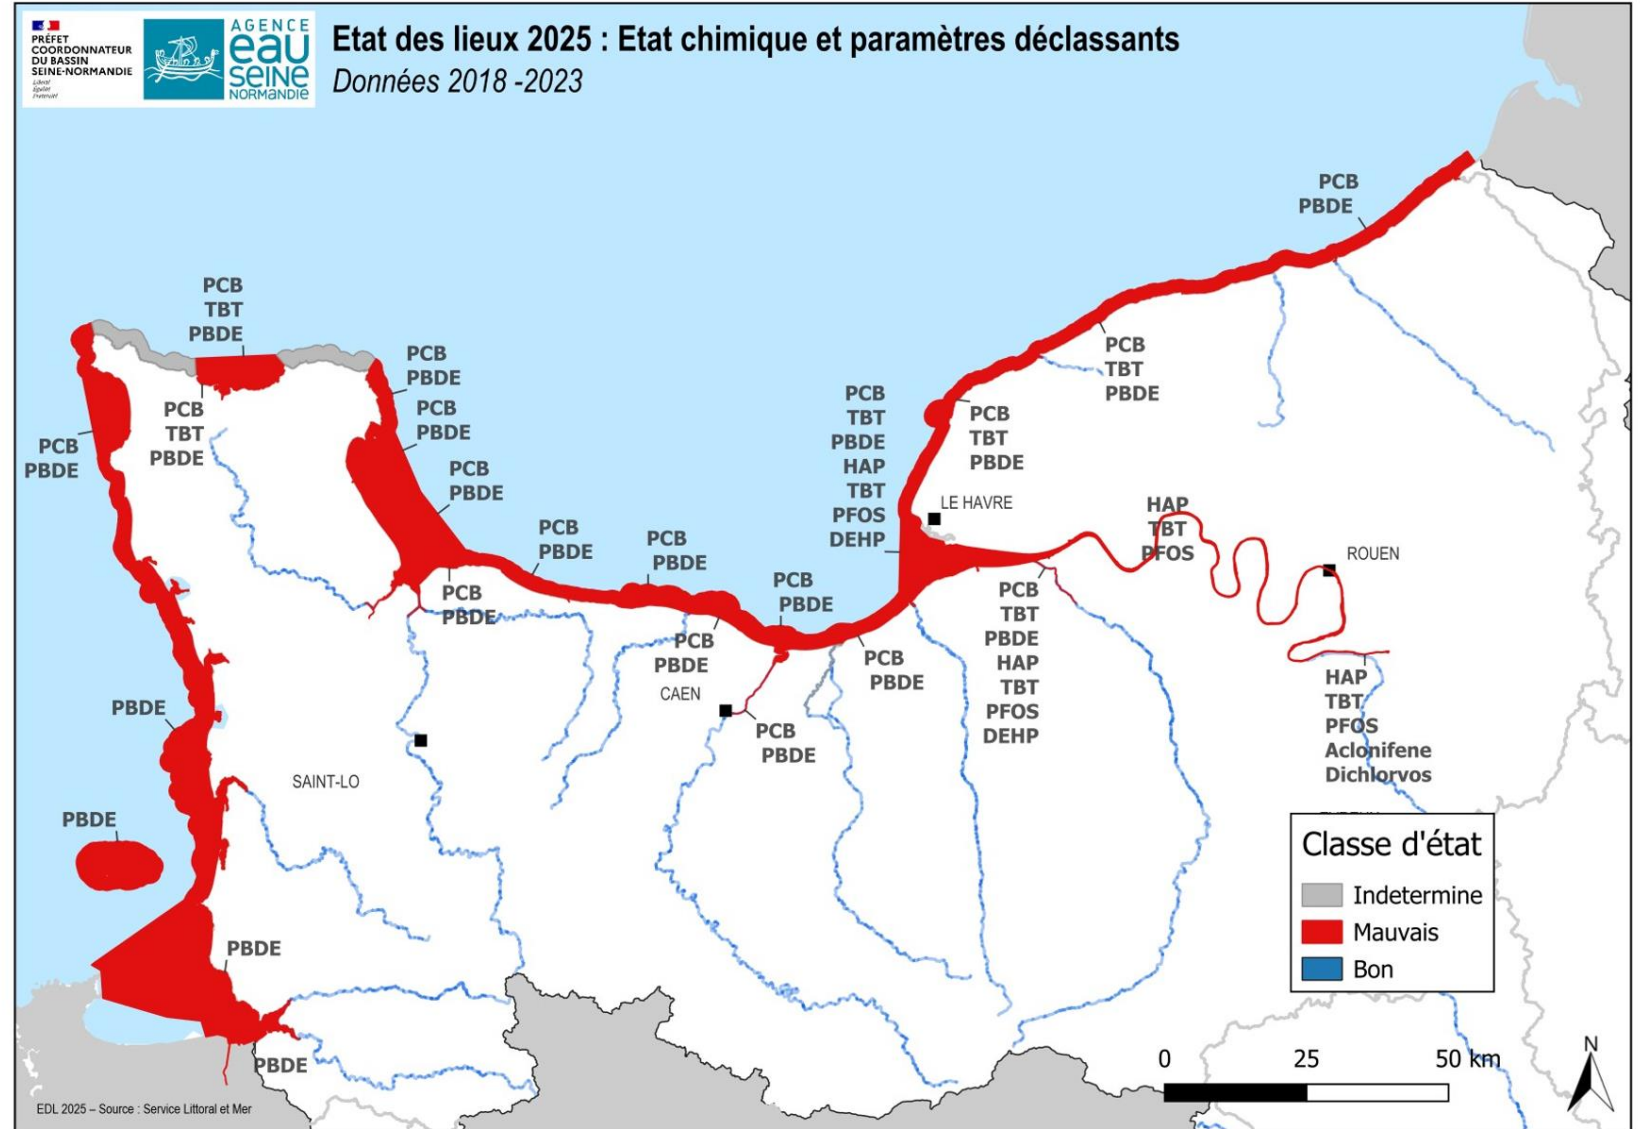 PRÉFET
COORDONNATEUR
DU BASSIN
SEINE-NORMANDIE
Liberté
Égalité
Fraternité
AGENCE
eau
SEINE
NORMANDIE
Etat des lieux 2025 : Etat chimique et paramètres déclassants
Données 2018 -2023
PCB
PBDE
PCB
TBT
PBDE
PCB
TBT
PBDE
PCB
PBDE
PCB
PBDE
PCB
PBDE
PCB
PBDE
PCB
PBDE
PCB
PBDE
PCB
PBDE
PCB
PBDE
PCB
PBDE
CAEN
PCB
PBDE
PCB
PBDE
PCB
TBT
PBDE
HAP
TBT
PFOS
DEHP
PCB
TBT
PBDE
PCB
TBT
PBDE
LE HAVRE
HAP
TBT
PFOS
ROUEN
PCB
TBT
PBDE
HAP
TBT
PFOS
DEHP
HAP
TBT
PFOS
Aclonifene
Dichlorvos
SAINT-LO
PBDE
PBDE
PBDE
PBDE
Classe d'état
Indetermine
Mauvais
Bon
0 25 50 km
N
EDL 2025 – Source : Service Littoral et Mer